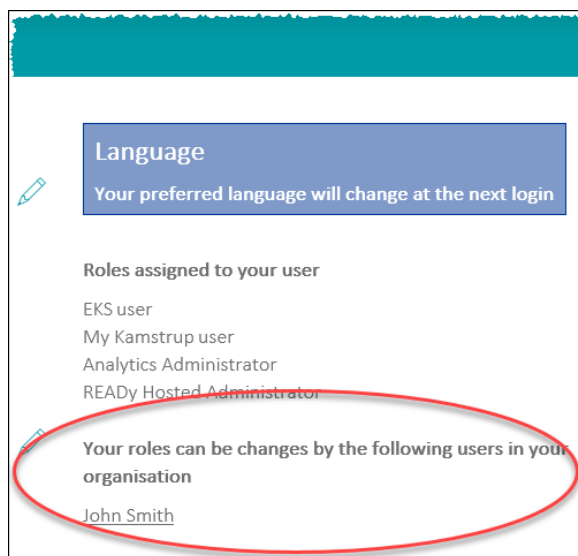 Language
Your preferred language will change at the next login
Roles assigned to your user
EKS user
My Kamstrup user
Analytics Administrator
READy Hosted Administrator
Your roles can be changes by the following users in your
organisation
John Smith